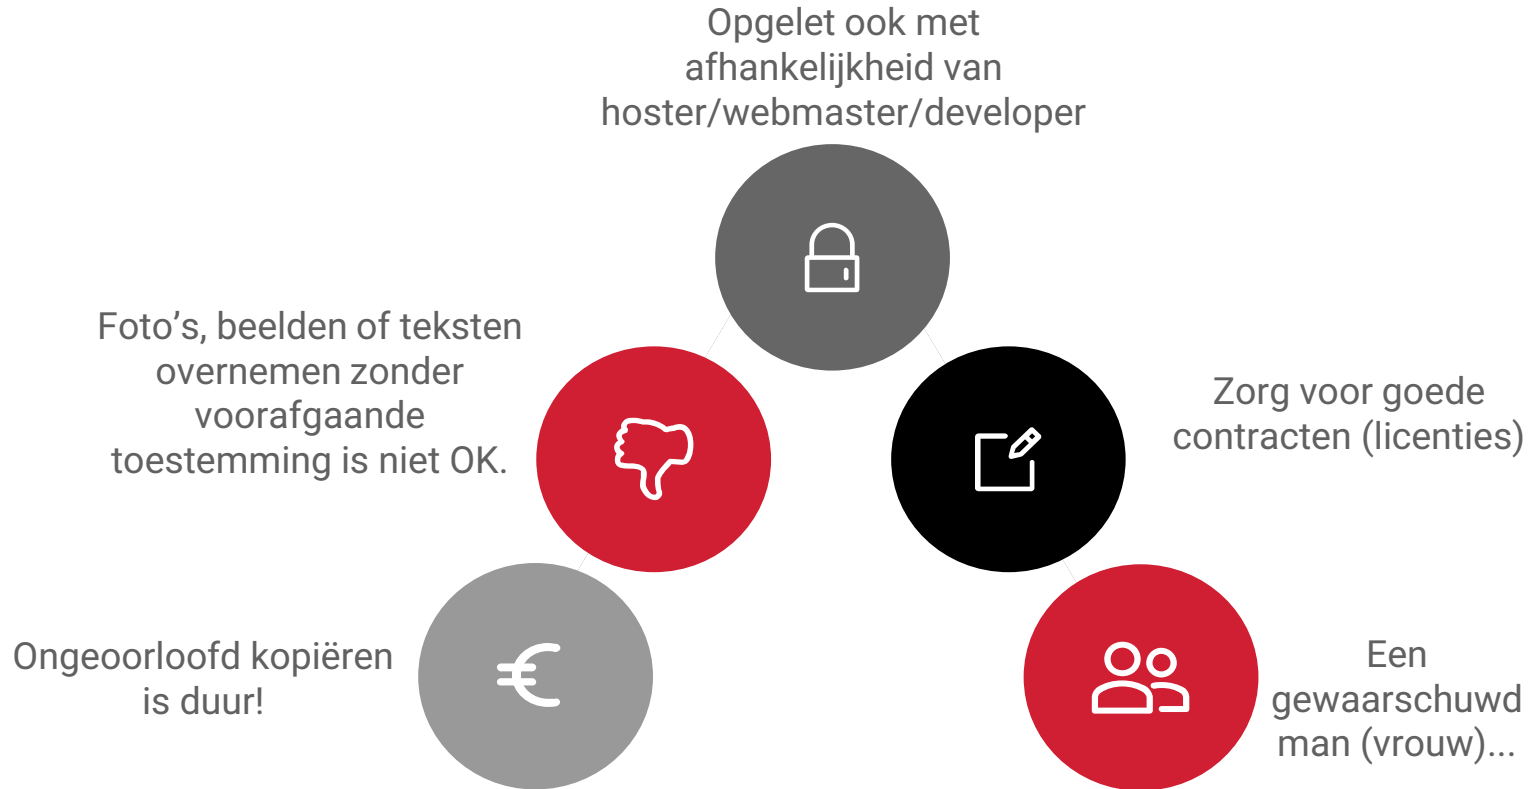 Opgelet ook met
afhankelijkheid van
hoster/webmaster/developer
Foto’s, beelden of teksten
overnemen zonder
voorafgaande
toestemming is niet OK.
Zorg voor goede
contracten (licenties)
Ongeoorloofd kopiëren
is duur!
Een
gewaarschuwd
man (vrouw)...